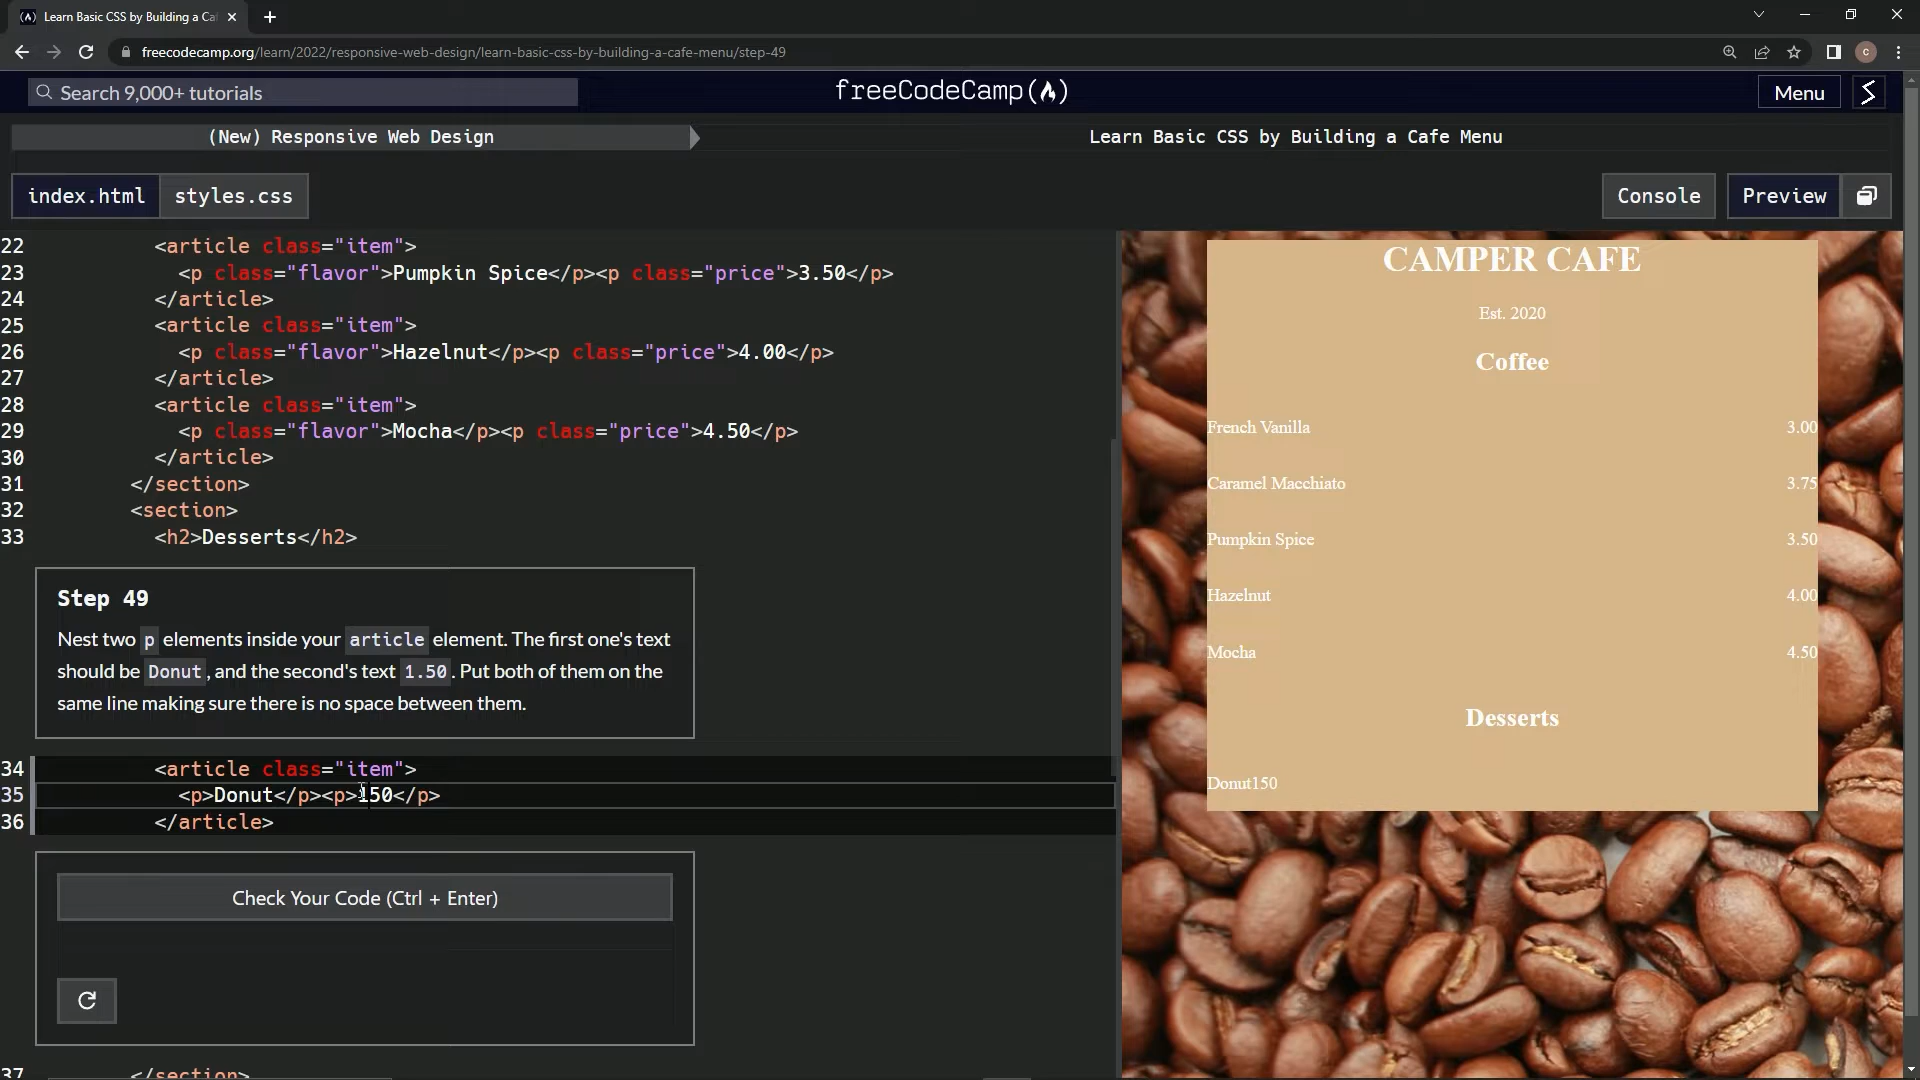 Learn Basic CSS by Building a Ca
freecodecamp.org/learn/2022/responsive-web-design/learn-basic-css-by-building-a-cafe-menu/step-49
C
Search 9,000+ tutorials
freeCodeCamp
Menu
(New) Responsive Web Design
Learn Basic CSS by Building a Cafe Menu
index.html styles.css
Console Preview
22 <article class="item">
23 <p class="flavor">Pumpkin Spice</p><p class="price">3.50</p>
24 </article>
25 <article class="item">
26 <p class="flavor">Hazelnut</p><p class="price">4.00</p>
27 </article>
28 <article class="item">
29 <p class="flavor">Mocha</p><p class="price">4.50</p>
30 </article>
31 </section>
32 <section>
33 <h2>Desserts</h2>
Step 49
Nest two p elements inside your article element. The first one's text
should be Donut, and the second's text 1.50. Put both of them on the
same line making sure there is no space between them.
34 <article class="item">
35 <p>Donut</p><p>150</p>
36 </article>
Check Your Code (Ctrl + Enter)
37 </section>
CAMPER CAFE
Est. 2020
Coffee
French Vanilla 3.00
Caramel Macchiato 3.75
Pumpkin Spice 3.50
Hazelnut 4.00
Mocha 4.50
Desserts
Donut150